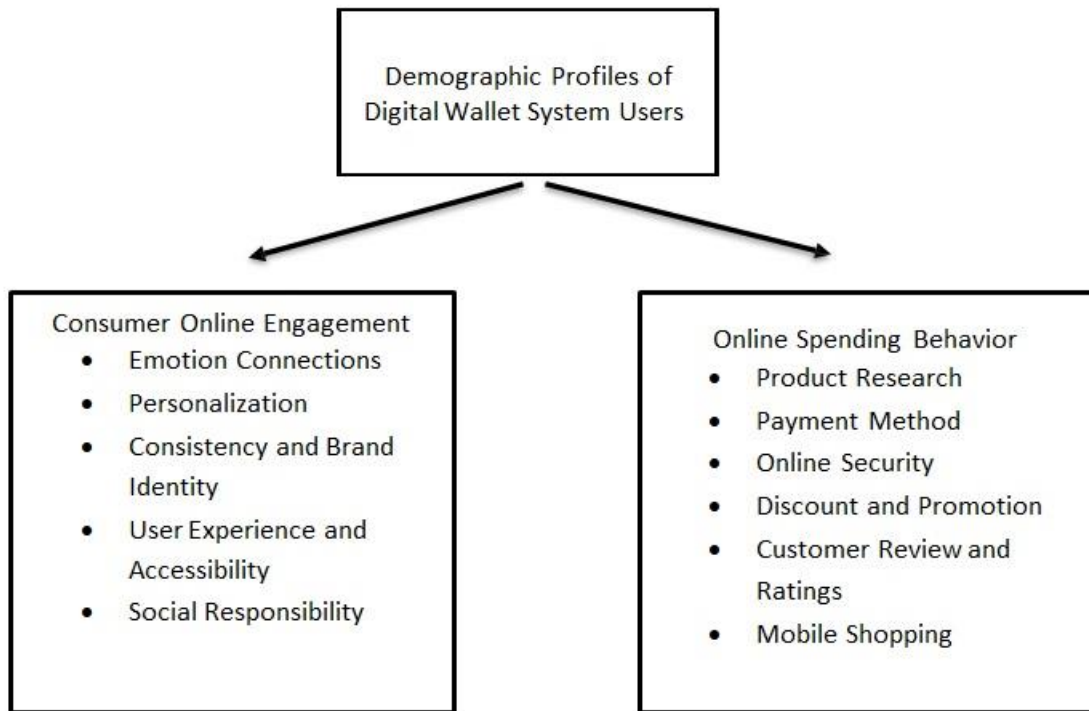 Demographic Profiles of
Digital Wallet System Users
Consumer Online Engagement
• Emotion Connections
• Personalization
• Consistency and Brand
Identity
• User Experience and
Accessibility
• Social Responsibility
Online Spending Behavior
• Product Research
• Payment Method
• Online Security
• Discount and Promotion
• Customer Review and
Ratings
• Mobile Shopping